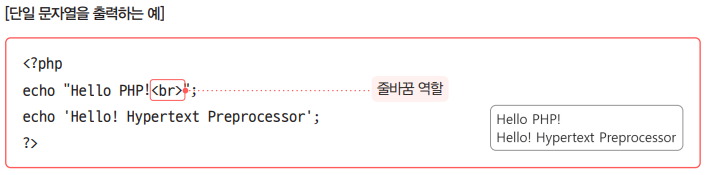 [단일 문자열을 출력하는 예]
<?php
echo "Hello PHP!<br>";
줄바꿈 역할
echo 'Hello! Hypertext Preprocessor';
?>
Hello PHP!
Hello! Hypertext Preprocessor